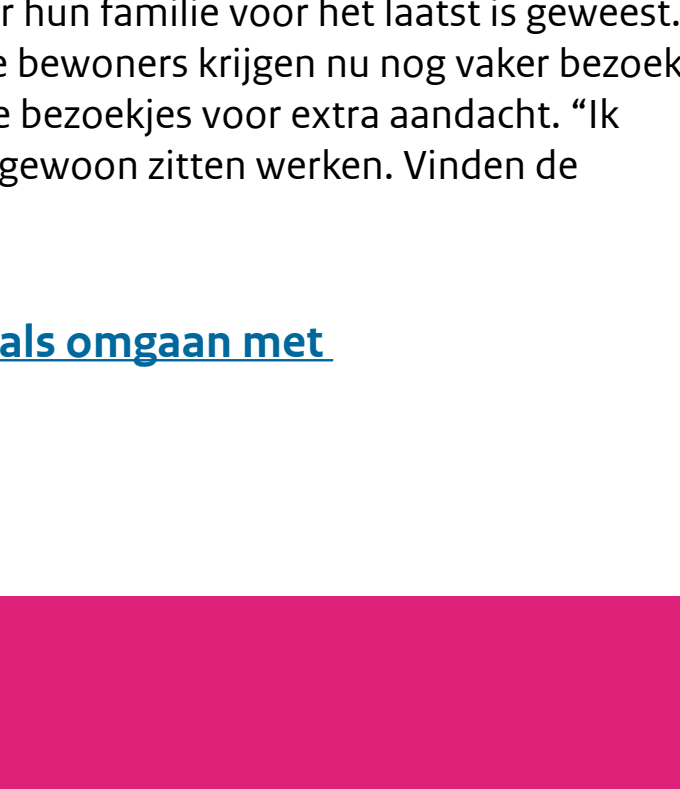 r hun familie voor het laatst is geweest.
e bewoners krijgen nu nog vaker bezoek
e bezoekjes voor extra aandacht. “Ik
gewoon zitten werken. Vinden de
als omgaan met